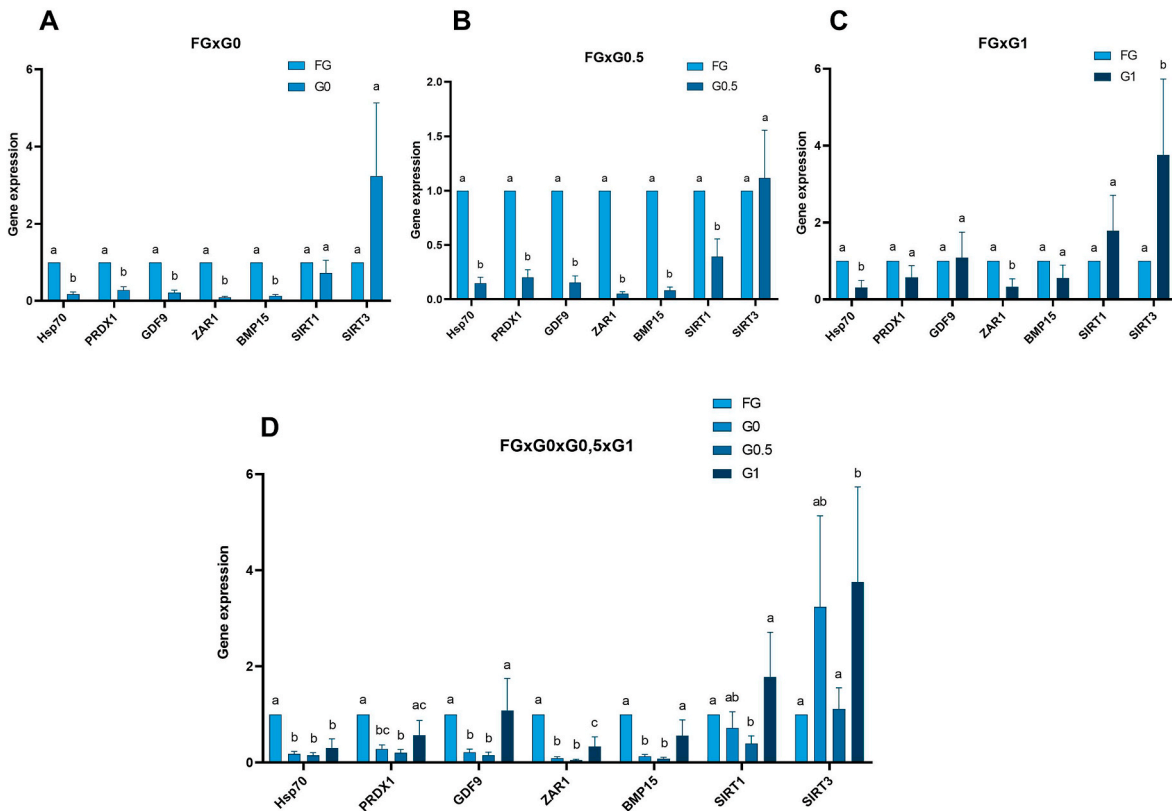 A
FGxG0
FG
G0
Gene expression
6
4
2
0
a
b
a
b
a
b
a
b
a
b
a
a
a
a
Hsp70
PRDX1
GDF9
ZAR1
BMP15
SIRT1
SIRT3
B
FGxG0.5
FG
G0.5
Gene expression
2.0
1.5
1.0
0.5
0.0
a
b
a
b
a
b
a
b
a
b
a
b
a
a
Hsp70
PRDX1
GDF9
ZAR1
BMP15
SIRT1
SIRT3
C
FGxG1
FG
G1
Gene expression
6
4
2
0
a
b
a
a
a
a
a
b
a
a
a
a
a
b
Hsp70
PRDX1
GDF9
ZAR1
BMP15
SIRT1
SIRT3
D
FGxG0xG0,5xG1
FG
G0
G0.5
G1
Gene expression
6
4
2
0
a
b
b
b
a
bc
b
ac
a
b
b
a
a
b
b
c
a
b
b
a
a
ab
b
a
a
ab
a
b
Hsp70
PRDX1
GDF9
ZAR1
BMP15
SIRT1
SIRT3